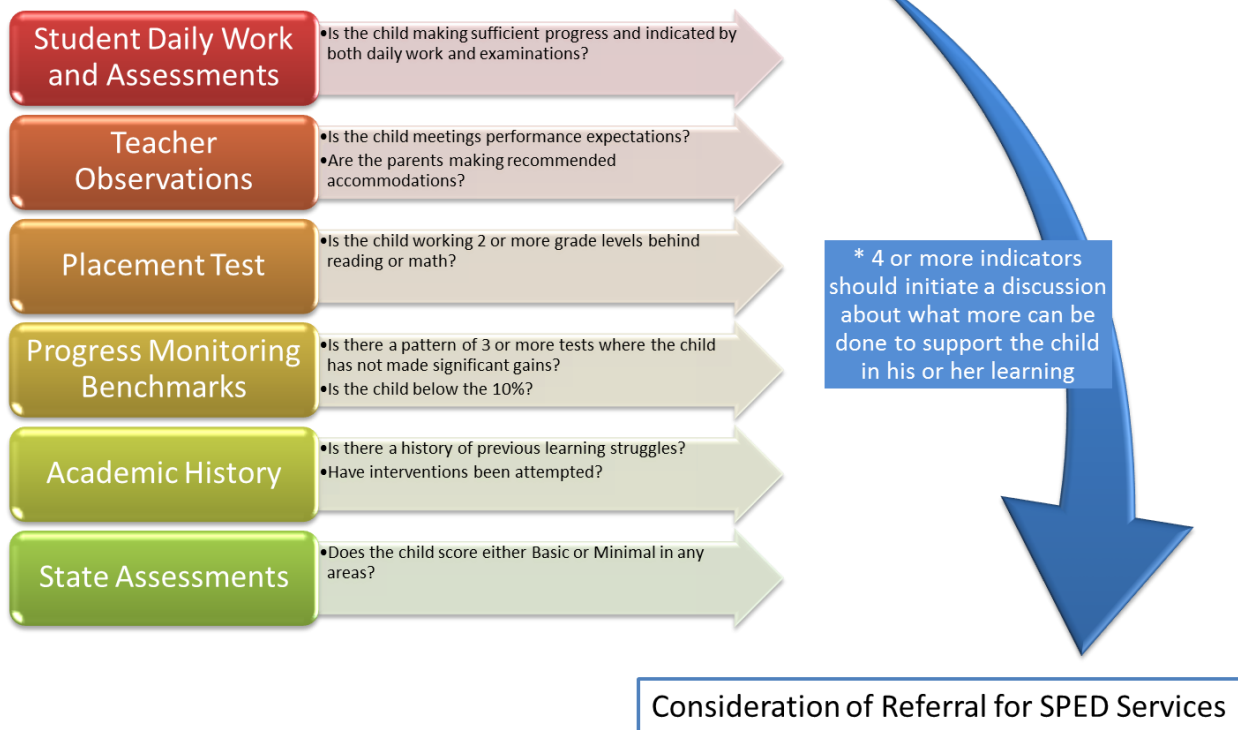 Student Daily Work
and Assessments
•Is the child making sufficient progress and indicated by
both daily work and examinations?
Teacher
Observations
•Is the child meetings performance expectations?
•Are the parents making recommended
accommodations?
Placement Test
•Is the child working 2 or more grade levels behind
reading or math?
Progress Monitoring
Benchmarks
•Is there a pattern of 3 or more tests where the child
has not made significant gains?
•Is the child below the 10%?
Academic History
•Is there a history of previous learning struggles?
•Have interventions been attempted?
State Assessments
•Does the child score either Basic or Minimal in any
areas?
* 4 or more indicators
should initiate a discussion
about what more can be
done to support the child
in his or her learning
Consideration of Referral for SPED Services